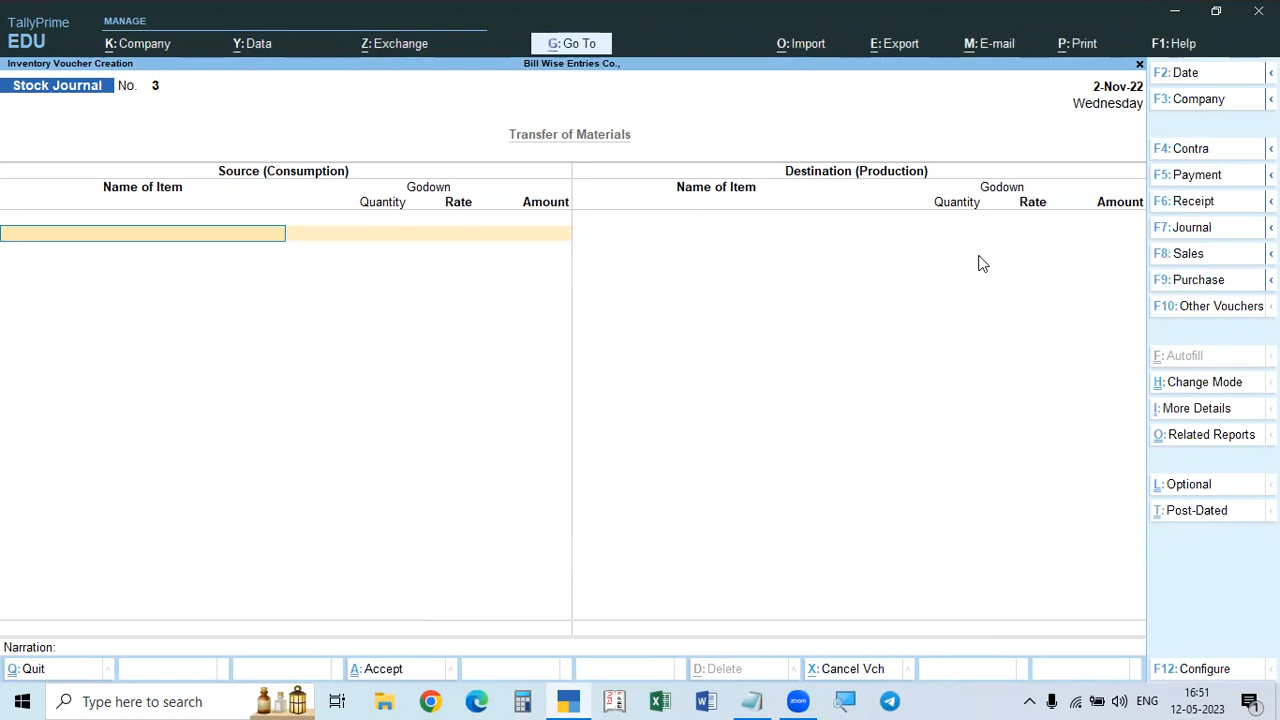 TallyPrime
EDU
MANAGE
K: Company
Y: Data
Z: Exchange
G: Go To
O: Import
E: Export
M: E-mail
P: Print
F1: Help
Inventory Voucher Creation
Bill Wise Entries Co.,
Stock Journal No. 3
2-Nov-22
Wednesday
Transfer of Materials
Source (Consumption)
Destination (Production)
Name of Item
Godown
Quantity Rate Amount
Name of Item
Godown
Quantity Rate Amount
F2: Date
F3: Company
F4: Contra
F5: Payment
F6: Receipt
F7: Journal
F8: Sales
F9: Purchase
F10: Other Vouchers
F: Autofill
H: Change Mode
I: More Details
O: Related Reports
L: Optional
T: Post-Dated
F12: Configure
Narration:
Q: Quit
A: Accept
D: Delete
X: Cancel Vch
Type here to search
ENG
16:51
12-05-2023